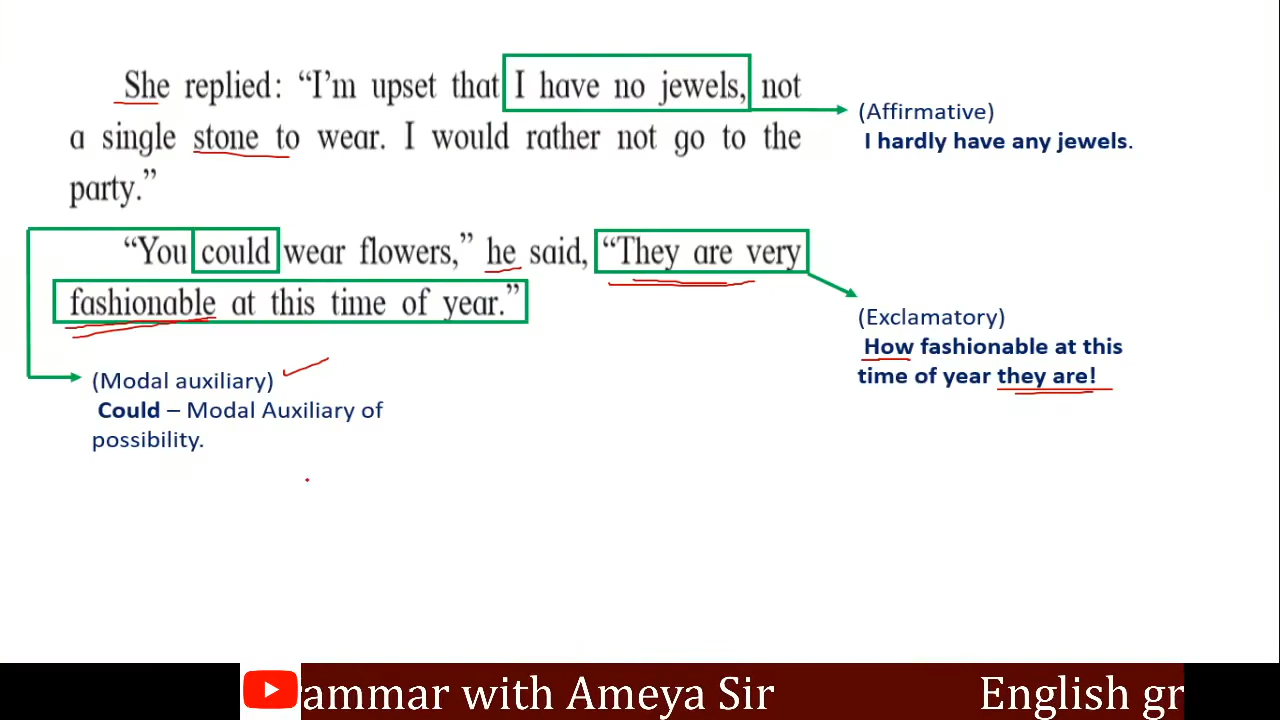 She replied: “I’m upset that I have no jewels, not
a single stone to wear. I would rather not go to the
party.”
(Affirmative)
I hardly have any jewels.
“You could wear flowers,” he said, “They are very
fashionable at this time of year.”
(Exclamatory)
How fashionable at this
time of year they are!
(Modal auxiliary)
Could – Modal Auxiliary of
possibility.
rammar with Ameya Sir
English gr